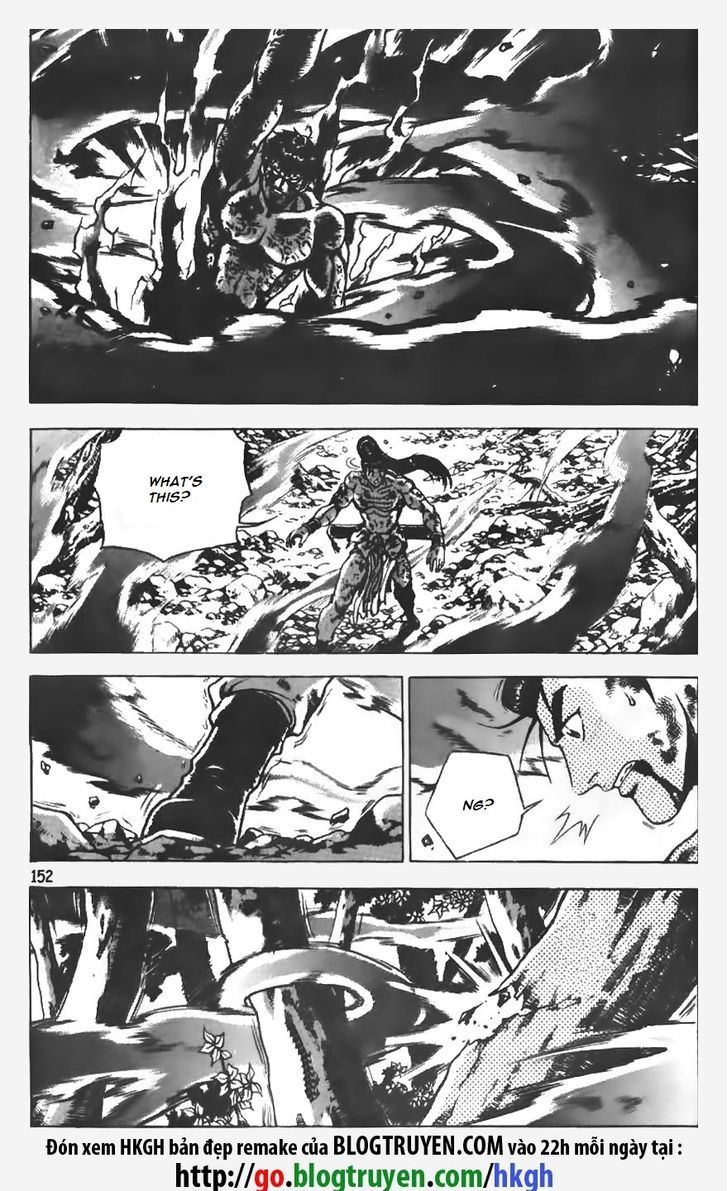 WHAT'S
THIS?
NG?
152
Đón xem HKGH bản đẹp remake của BLOGTRUYEN.COM vào 22h mỗi ngày tại :
http://go.blogtruyen.com/hkgh